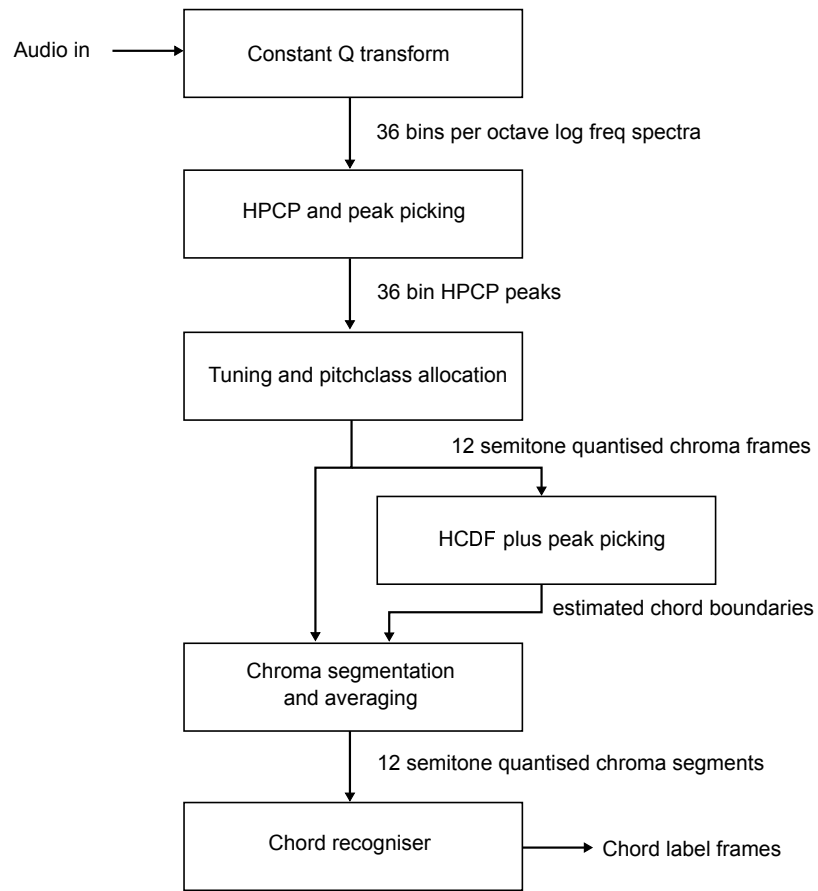 Audio in
Constant Q transform
36 bins per octave log freq spectra
HPCP and peak picking
36 bin HPCP peaks
Tuning and pitchclass allocation
12 semitone quantised chroma frames
HCDF plus peak picking
estimated chord boundaries
Chroma segmentation
and averaging
12 semitone quantised chroma segments
Chord recogniser
Chord label frames